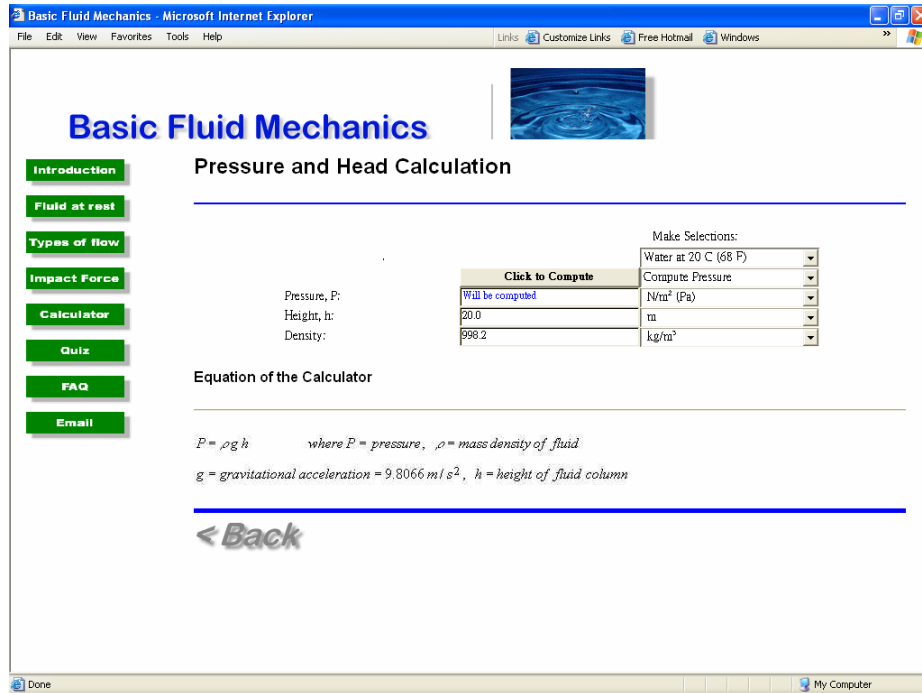 Basic Fluid Mechanics - Microsoft Internet Explorer
File Edit View Favorites Tools Help Links Customize Links Free Hotmail Windows »
Basic Fluid Mechanics
Introduction
Fluid at rest
Types of flow
Impact Force
Calculator
Quiz
FAQ
Email
Pressure and Head Calculation
Make Selections:
Water at 20 C (68 F)
Click to Compute Compute Pressure
Pressure, P: Will be computed N/m² (Pa)
Height, h: 20.0 m
Density: 998.2 kg/m³
Equation of the Calculator
P = ρg h where P = pressure, ρ = mass density of fluid
g = gravitational acceleration = 9.8066 m/s², h = height of fluid column
< Back
Done My Computer